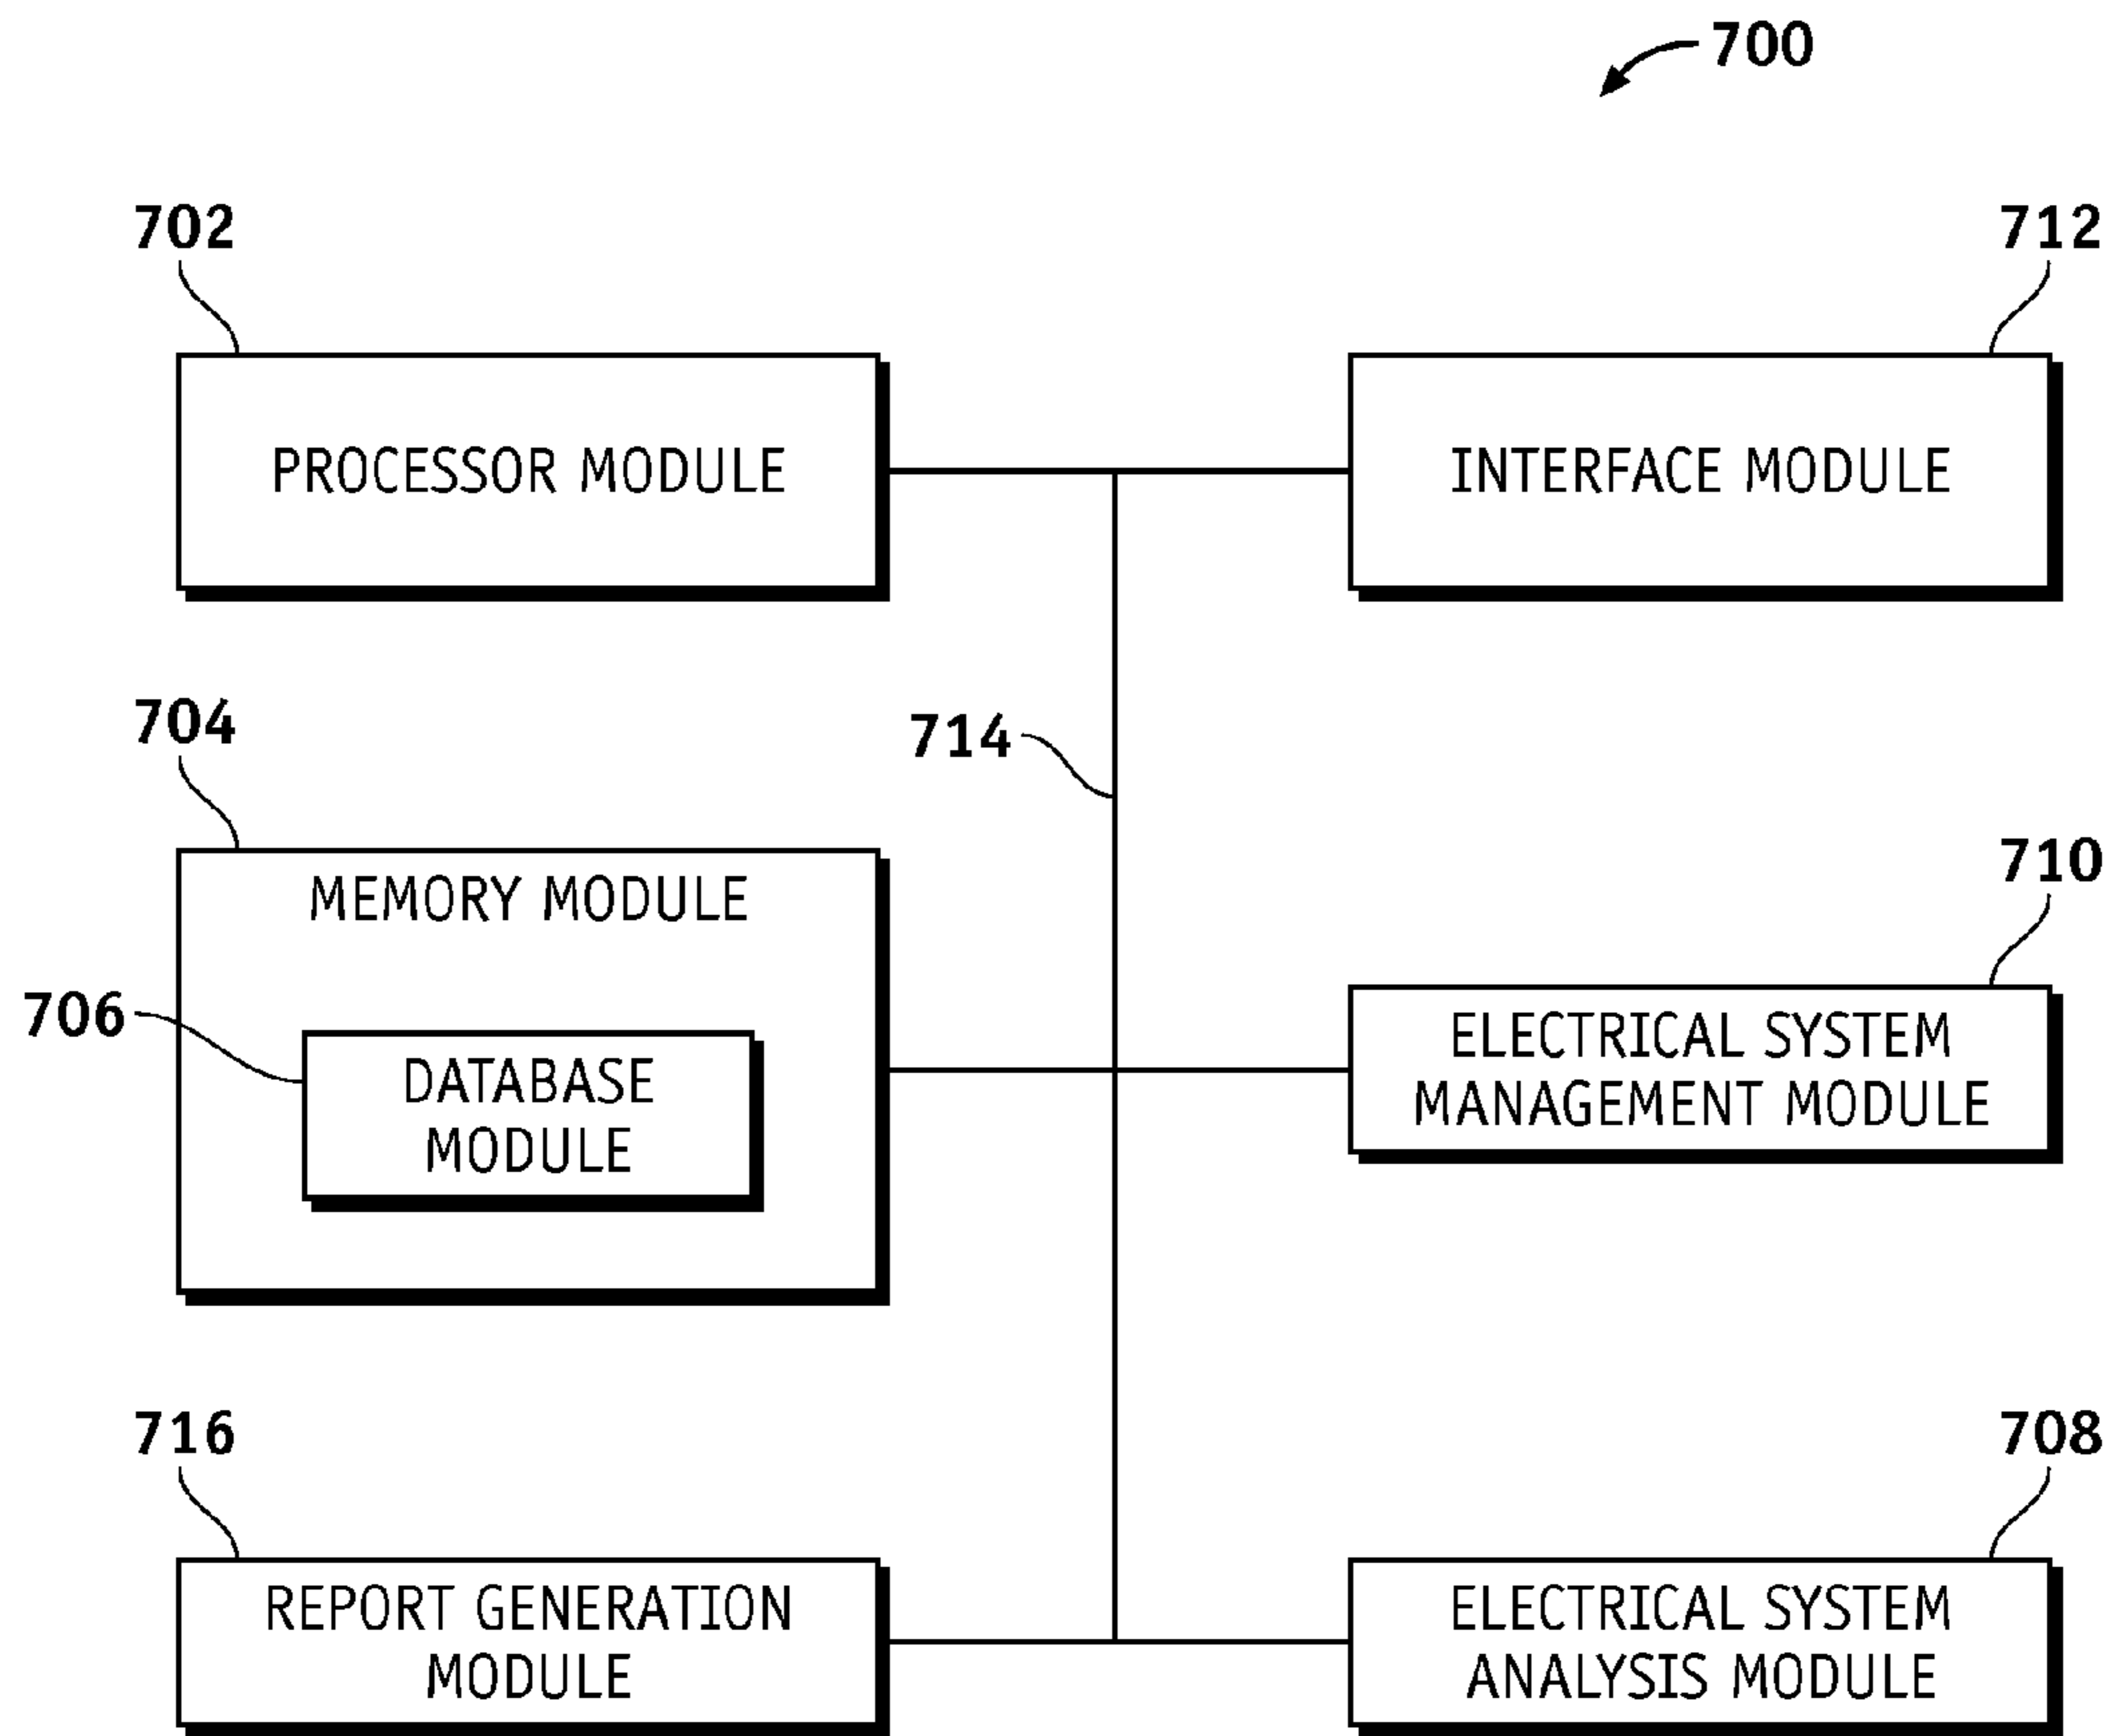 700
702
712
PROCESSOR MODULE
INTERFACE MODULE
704
714
MEMORY MODULE
710
706
DATABASE
MODULE
ELECTRICAL SYSTEM
MANAGEMENT MODULE
716
708
REPORT GENERATION
MODULE
ELECTRICAL SYSTEM
ANALYSIS MODULE